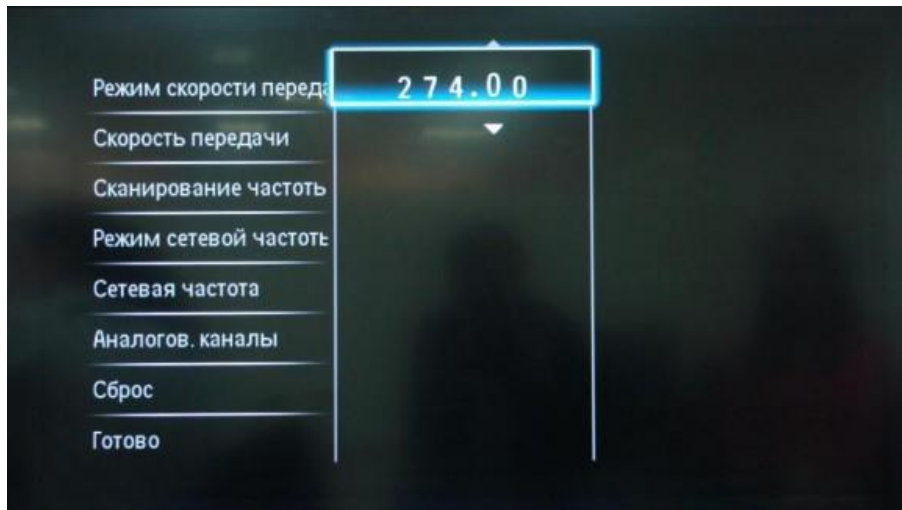 Режим скорости переда
274.00
Скорость передачи
Сканирование частоть
Режим сетевой частоть
Сетевая частота
Аналогов. каналы
Сброс
Готово